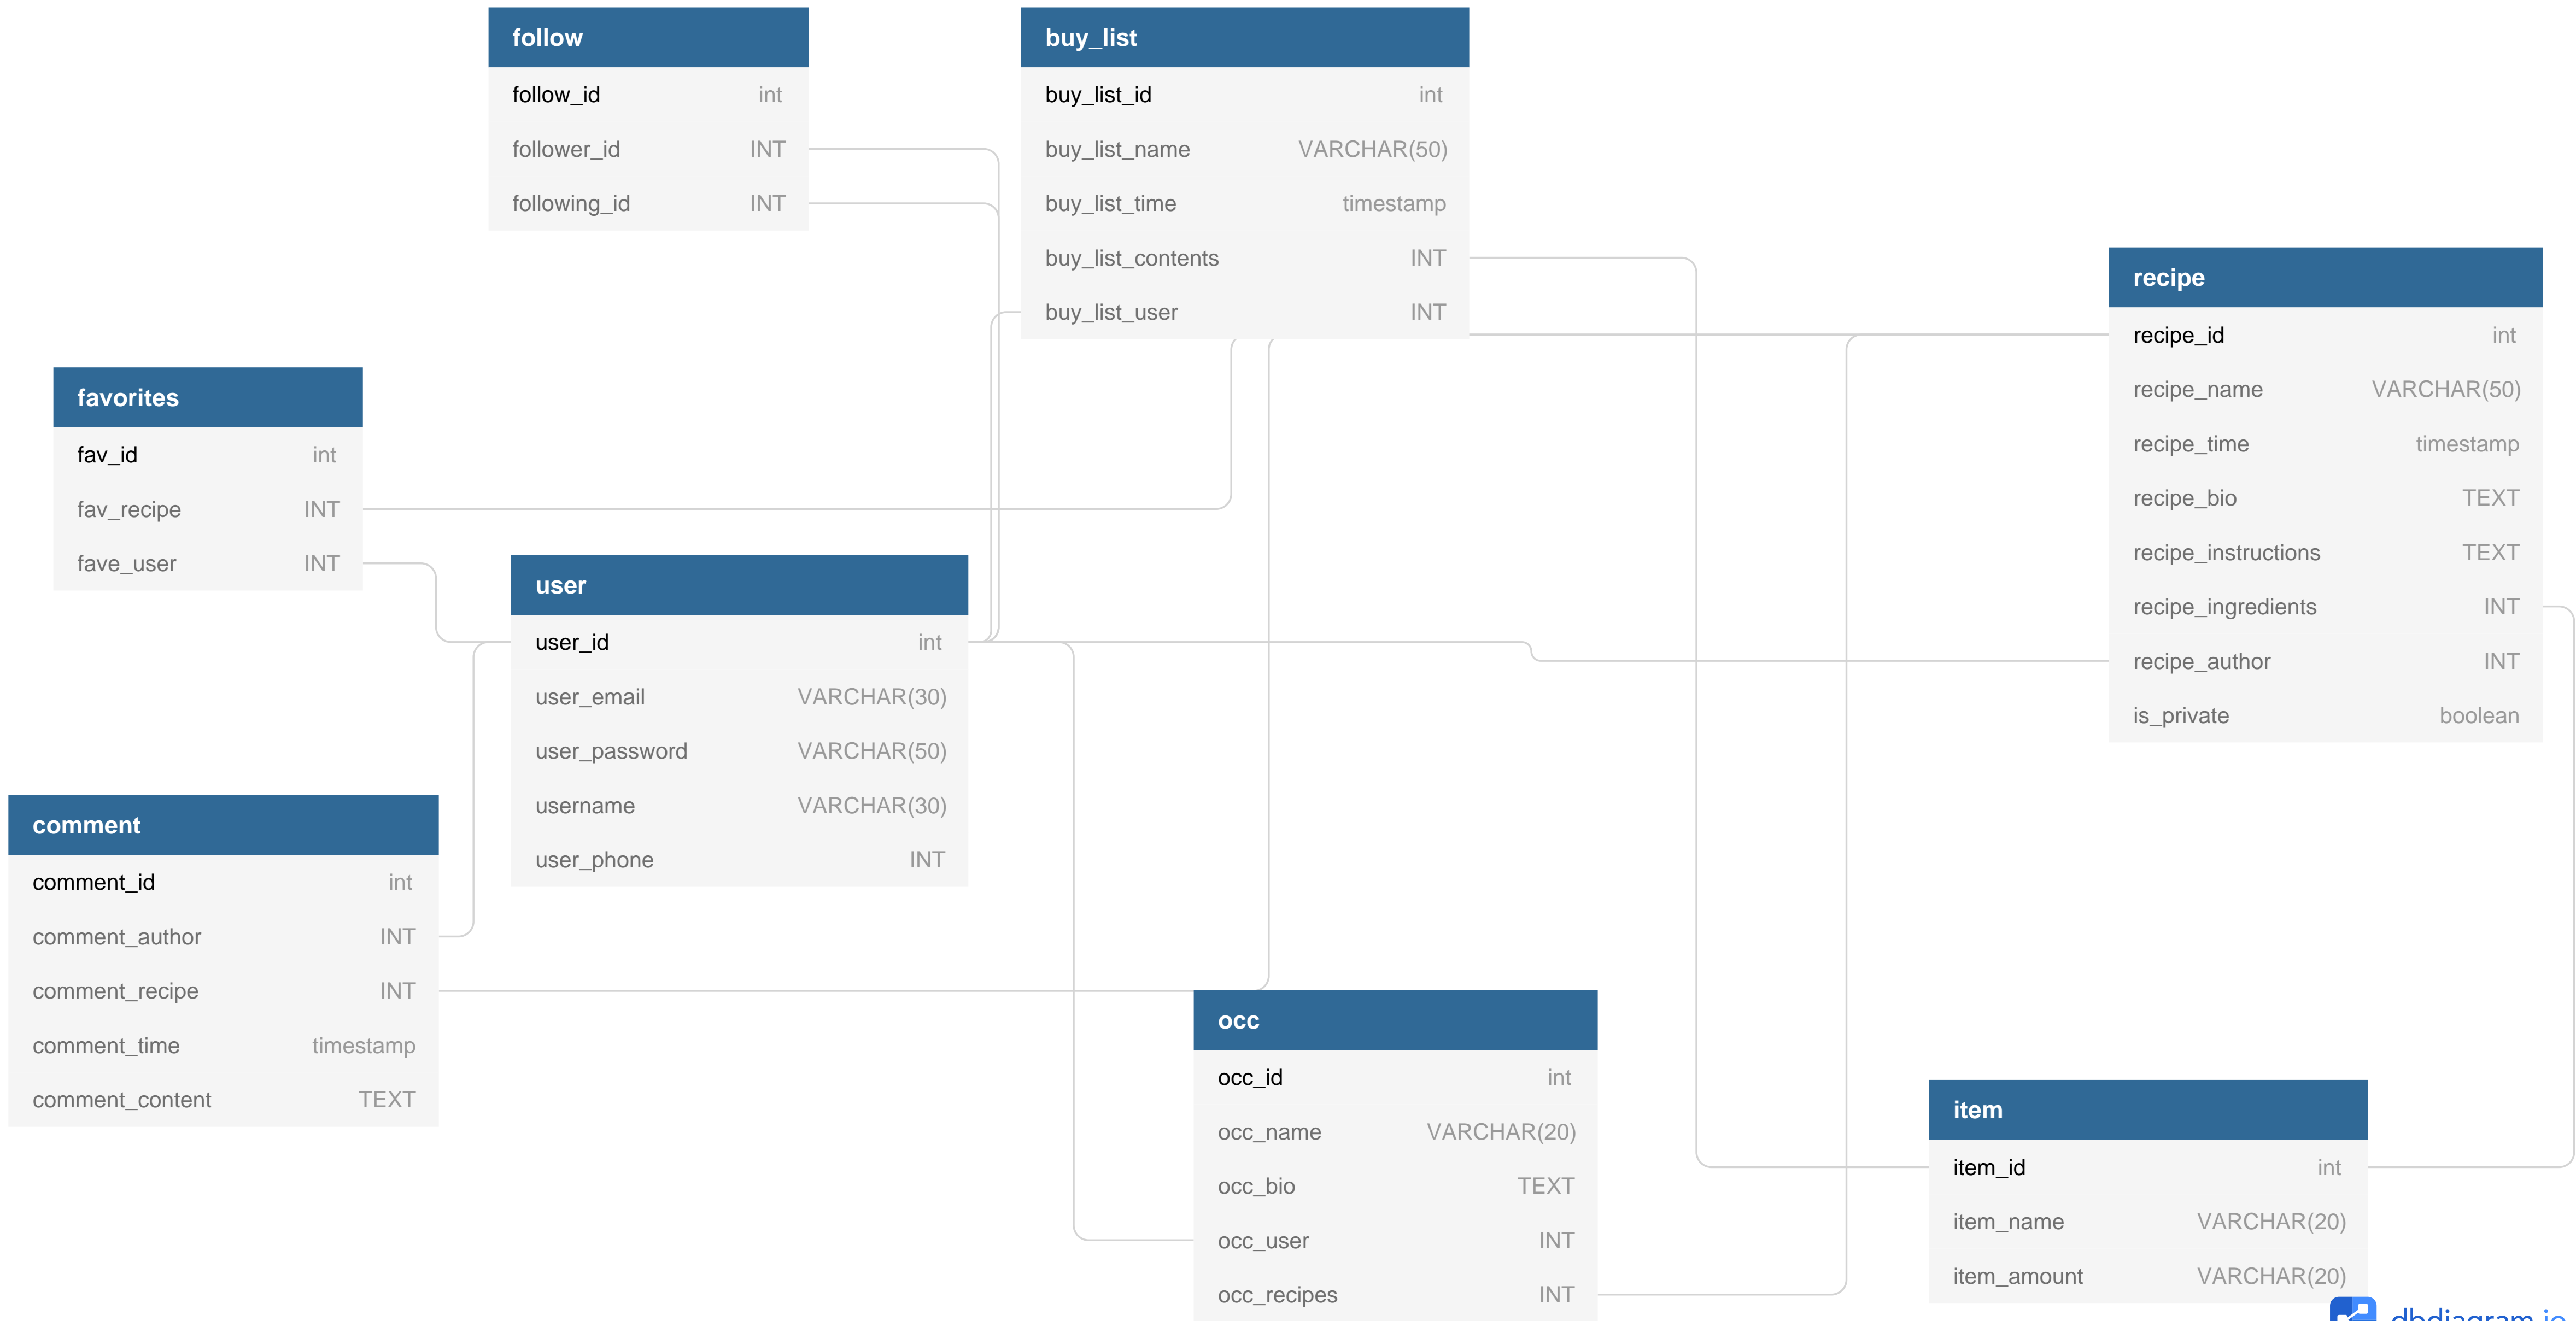 follow
follow_id int
follower_id INT
following_id INT
buy_list
buy_list_id int
buy_list_name VARCHAR(50)
buy_list_time timestamp
buy_list_contents INT
buy_list_user INT
recipe
recipe_id int
recipe_name VARCHAR(50)
recipe_time timestamp
recipe_bio TEXT
recipe_instructions TEXT
recipe_ingredients INT
recipe_author INT
is_private boolean
favorites
fav_id int
fav_recipe INT
fave_user INT
user
user_id int
user_email VARCHAR(30)
user_password VARCHAR(50)
username VARCHAR(30)
user_phone INT
comment
comment_id int
comment_author INT
comment_recipe INT
comment_time timestamp
comment_content TEXT
occ
occ_id int
occ_name VARCHAR(20)
occ_bio TEXT
occ_user INT
occ_recipes INT
item
item_id int
item_name VARCHAR(20)
item_amount VARCHAR(20)
dbdiagram.io